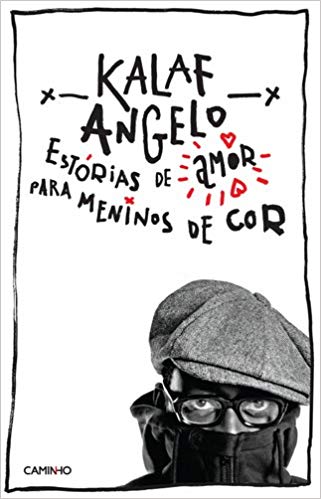 KALAF
ANGELO
ESTÓRIAS DE AMOR
PARA MENINOS DE COR
CAMINHO